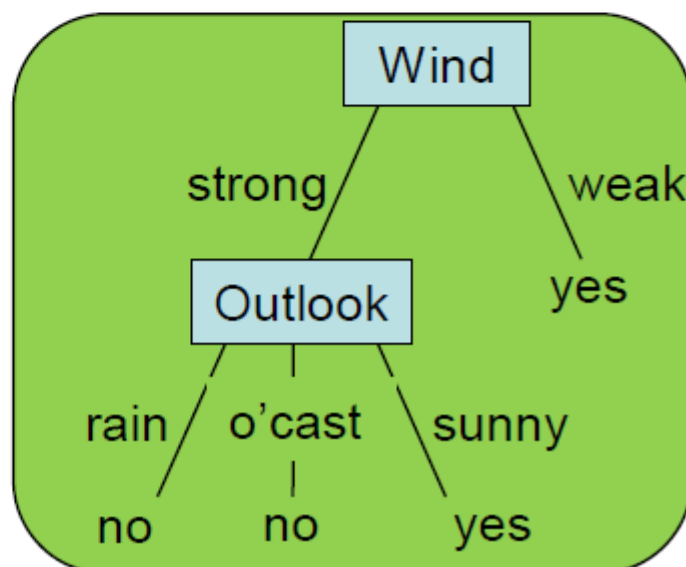 Wind
strong weak
yes
Outlook
rain o'cast sunny
no no yes